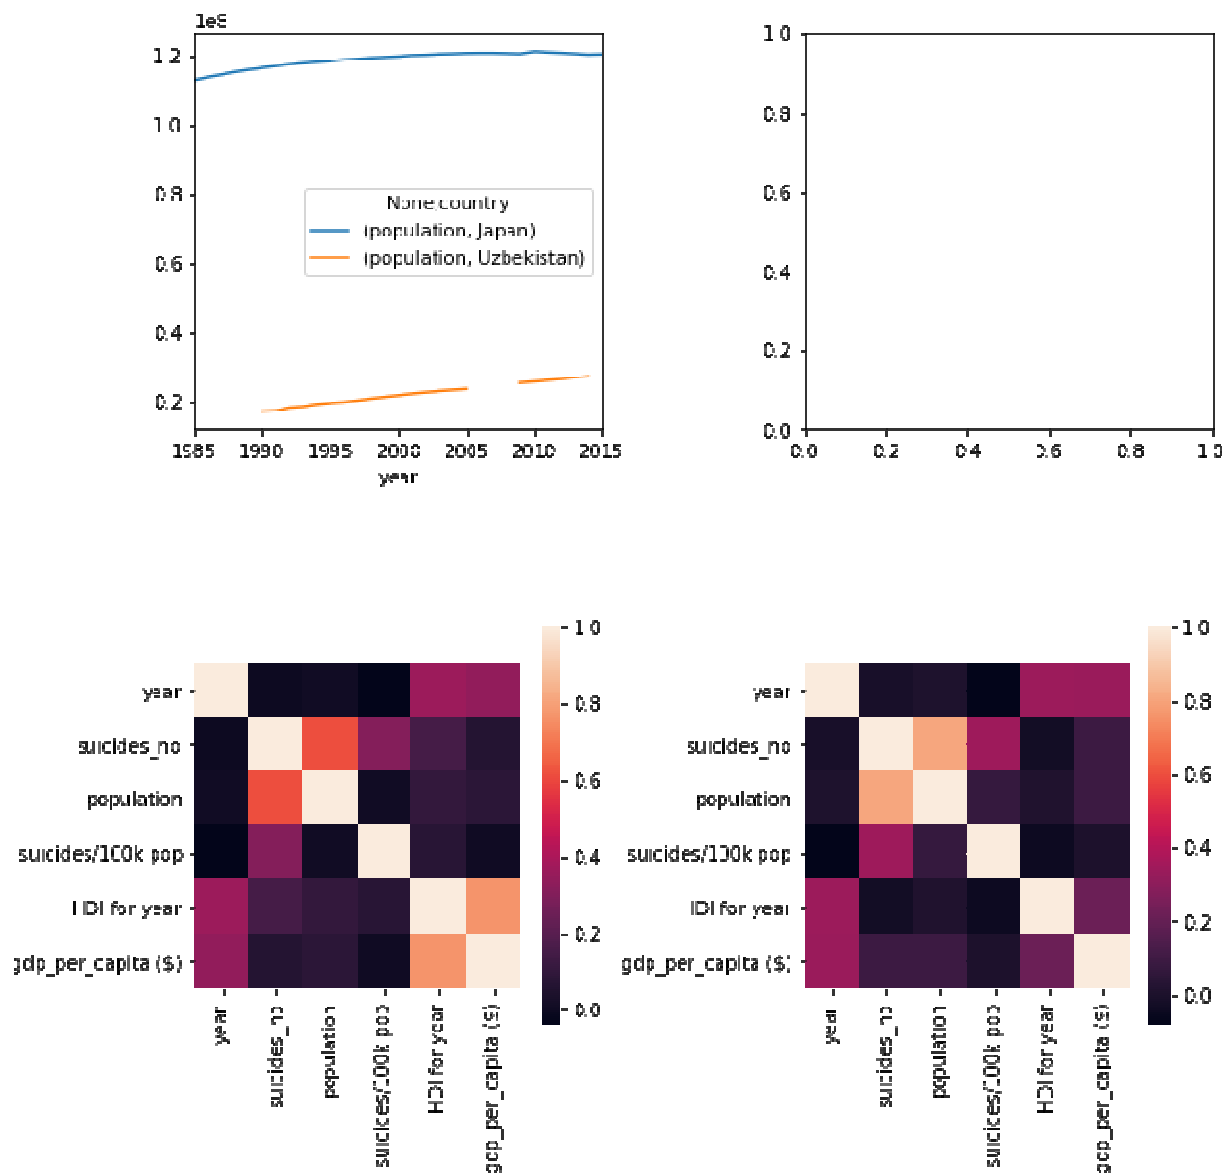 1e8
1.2
1.0
0.8
0.6
0.4
0.2
None,country
(population, Japan)
(population, Uzbekistan)
1985 1990 1995 2000 2005 2010 2015
year
1.0
0.8
0.6
0.4
0.2
0.0
0.0 0.2 0.4 0.6 0.8 1.0
year
suicides_no
population
suicides/100k pop
HDI for year
gdp_per_capita ($)
year
suicides_no
population
suicides/100k pop
HDI for year
gdp_per_capita ($)
1.0
0.8
0.6
0.4
0.2
0.0
year
suicides_no
population
suicides/100k pop
HDI for year
gdp_per_capita ($)
year
suicides_no
population
suicides/100k pop
HDI for year
gdp_per_capita ($)
1.0
0.8
0.6
0.4
0.2
0.0